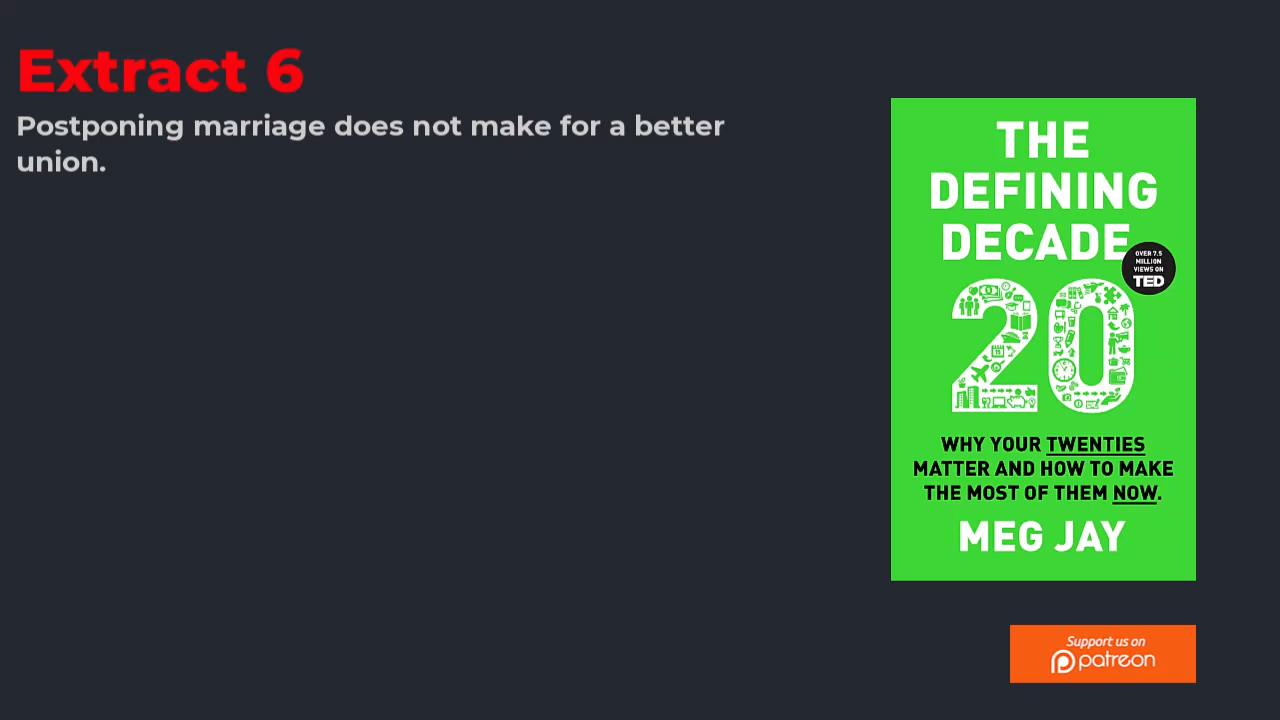 Extract 6
Postponing marriage does not make for a better
union.
THE
DEFINING
DECADE
OVER 7.5
MILLION
VIEWS ON
TED
20
WHY YOUR TWENTIES
MATTER AND HOW TO MAKE
THE MOST OF THEM NOW.
MEG JAY
Support us on
patreon